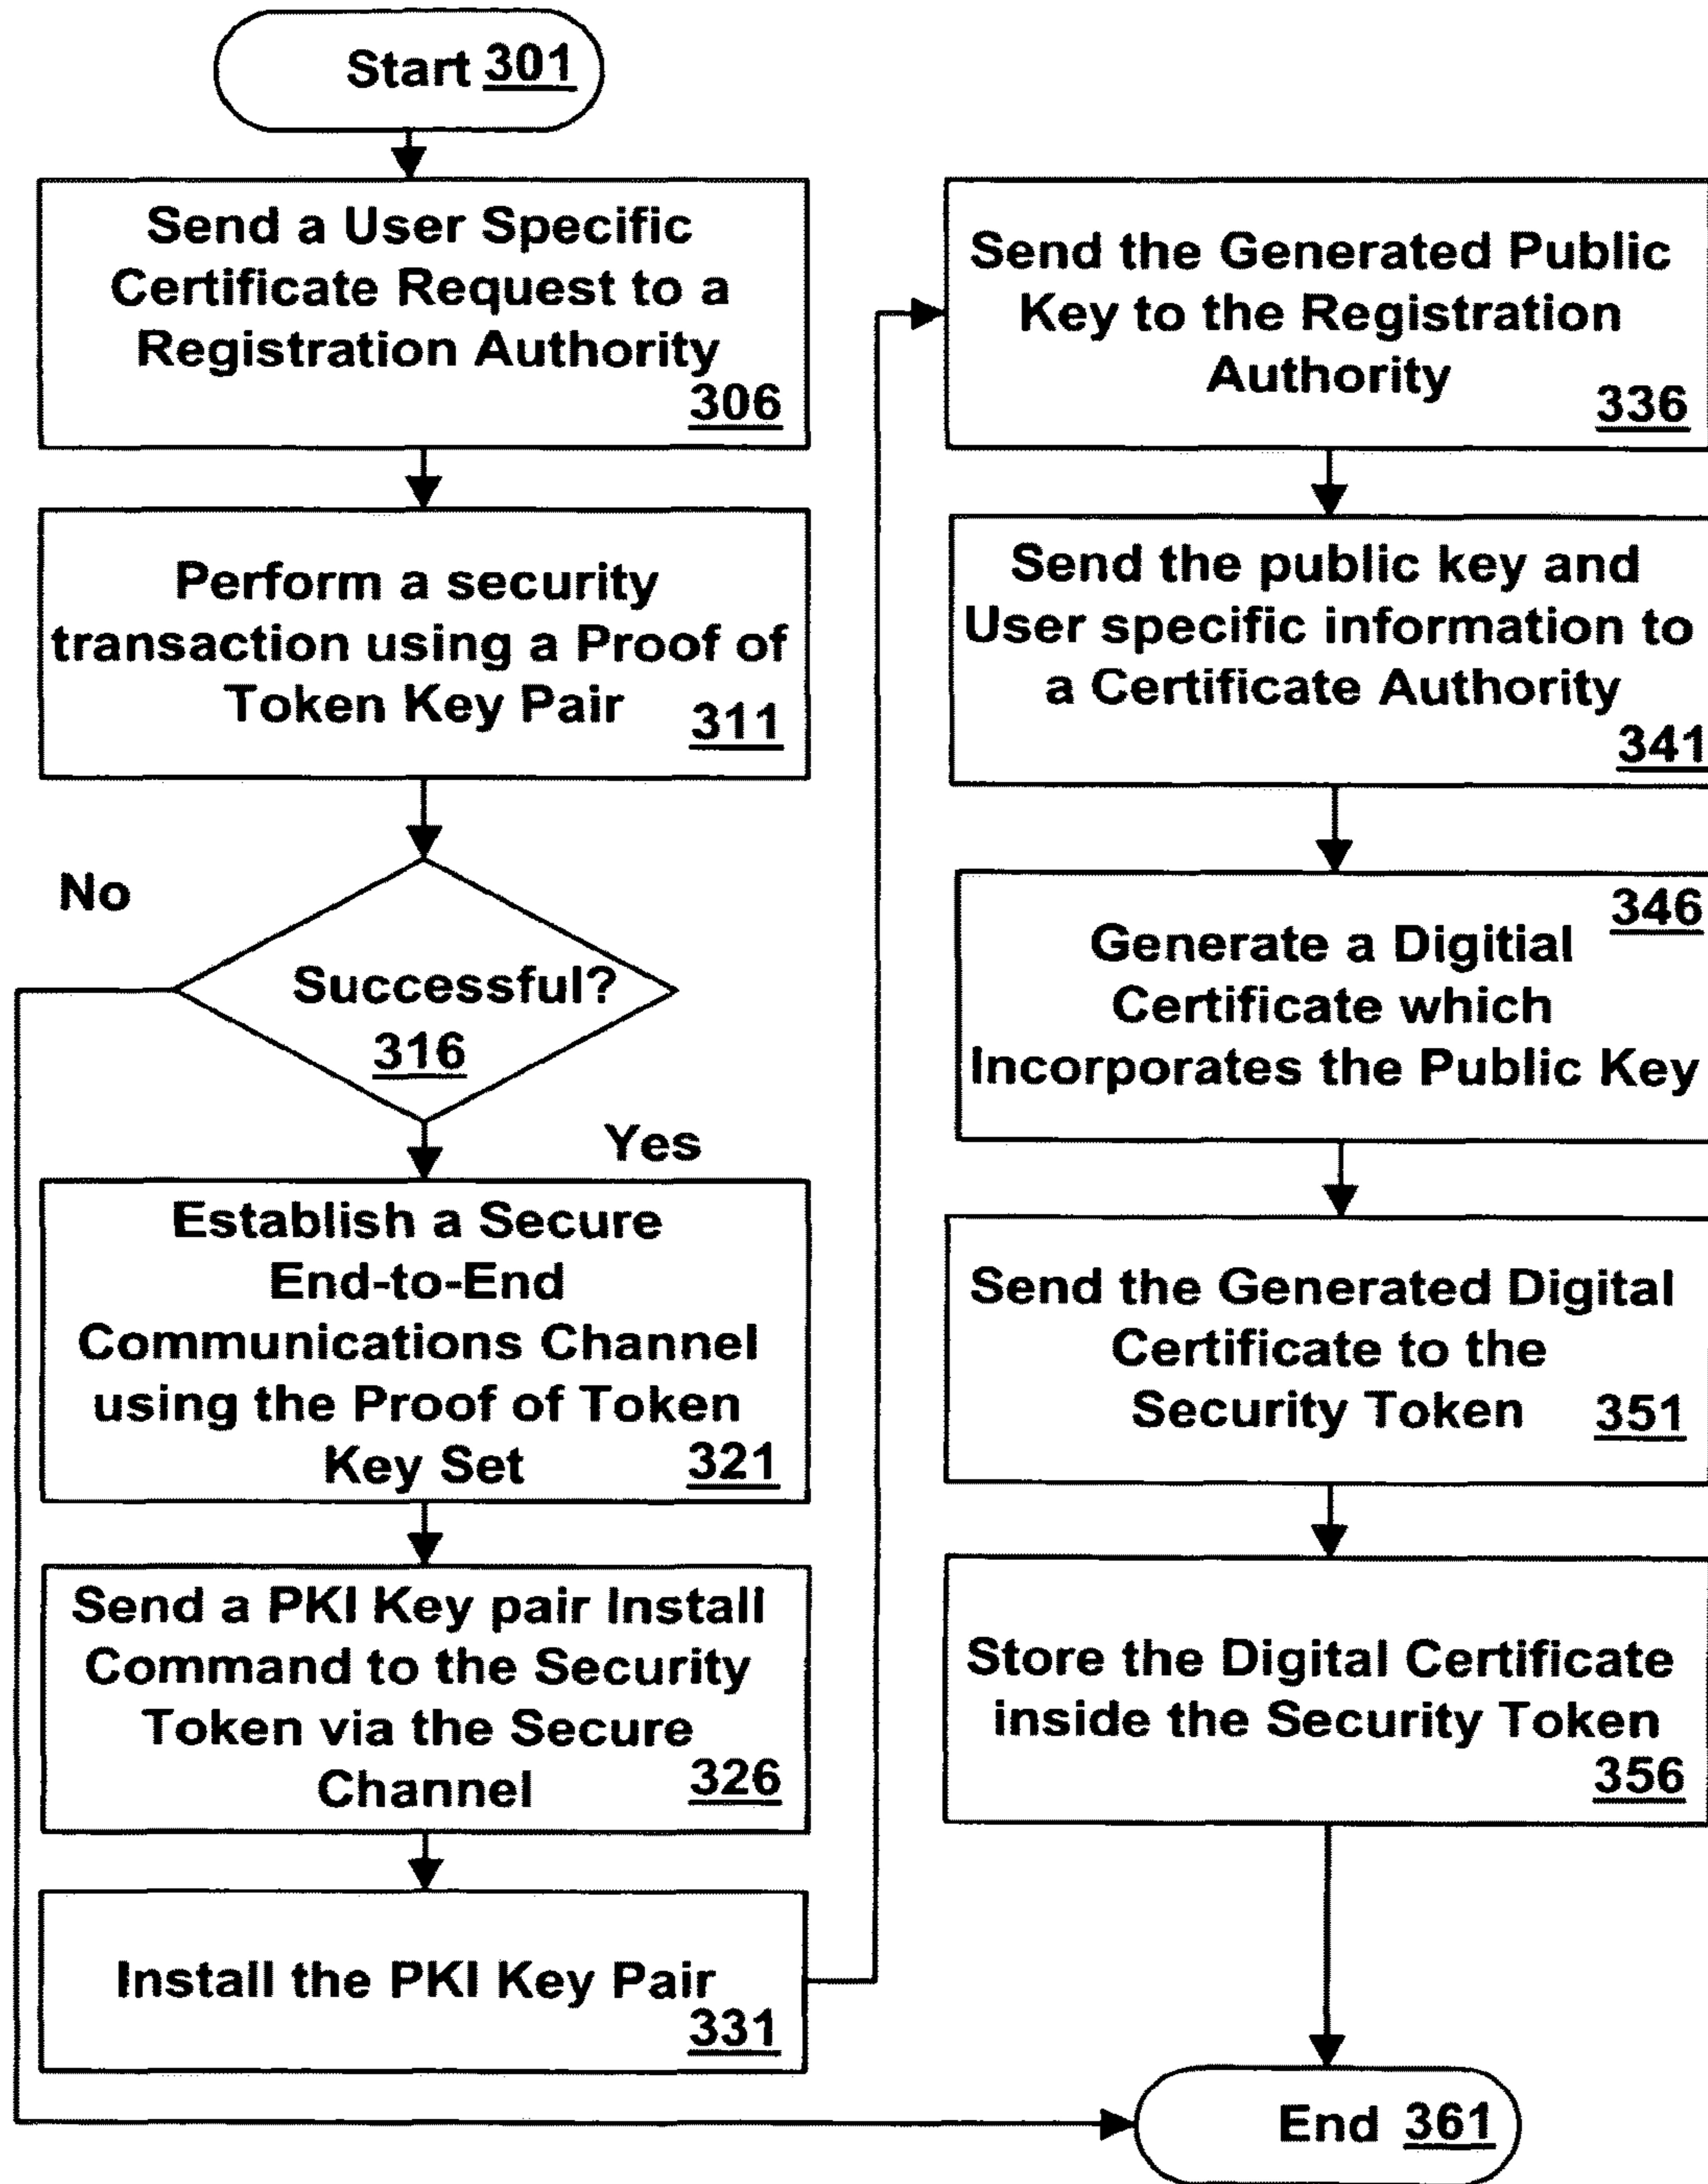 Start 301
Send a User Specific
Certificate Request to a
Registration Authority
306
Perform a security
transaction using a Proof of
Token Key Pair 311
No
Successful?
316
Yes
Establish a Secure
End-to-End
Communications Channel
using the Proof of Token
Key Set 321
Send a PKI Key pair Install
Command to the Security
Token via the Secure
Channel 326
Install the PKI Key Pair
331
Send the Generated Public
Key to the Registration
Authority 336
Send the public key and
User specific information to
a Certificate Authority
341
346
Generate a Digitial
Certificate which
Incorporates the Public Key
Send the Generated Digital
Certificate to the
Security Token 351
Store the Digital Certificate
inside the Security Token
356
End 361